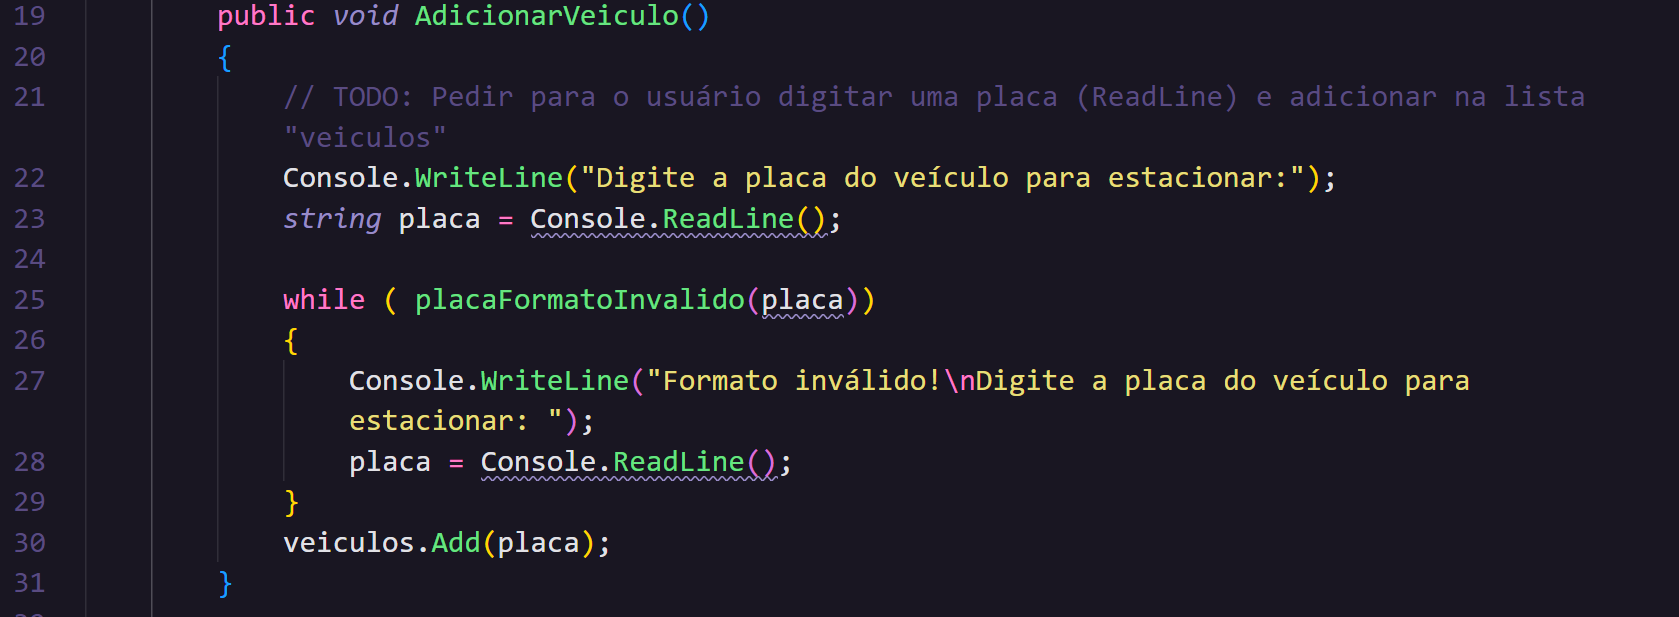 19 public void AdicionarVeiculo()
20 {
21 // TODO: Pedir para o usuário digitar uma placa (ReadLine) e adicionar na lista
"veiculos"
22 Console.WriteLine("Digite a placa do veículo para estacionar:");
23 string placa = Console.ReadLine();
24
25 while ( placaFormatoInvalido(placa))
26 {
27 Console.WriteLine("Formato inválido!\nDigite a placa do veículo para
estacionar: ");
28 placa = Console.ReadLine();
29 }
30 veiculos.Add(placa);
31 }